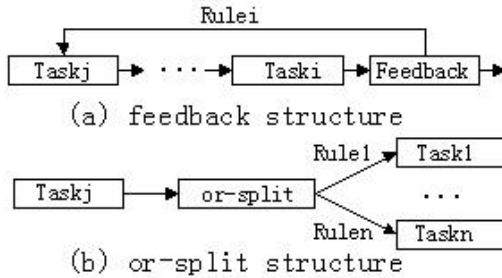 Rulei
Taskj ... Taski Feedback
(a) feedback structure
Rule1 Task1
Taskj or-split ...
Rulen Taskn
(b) or-split structure